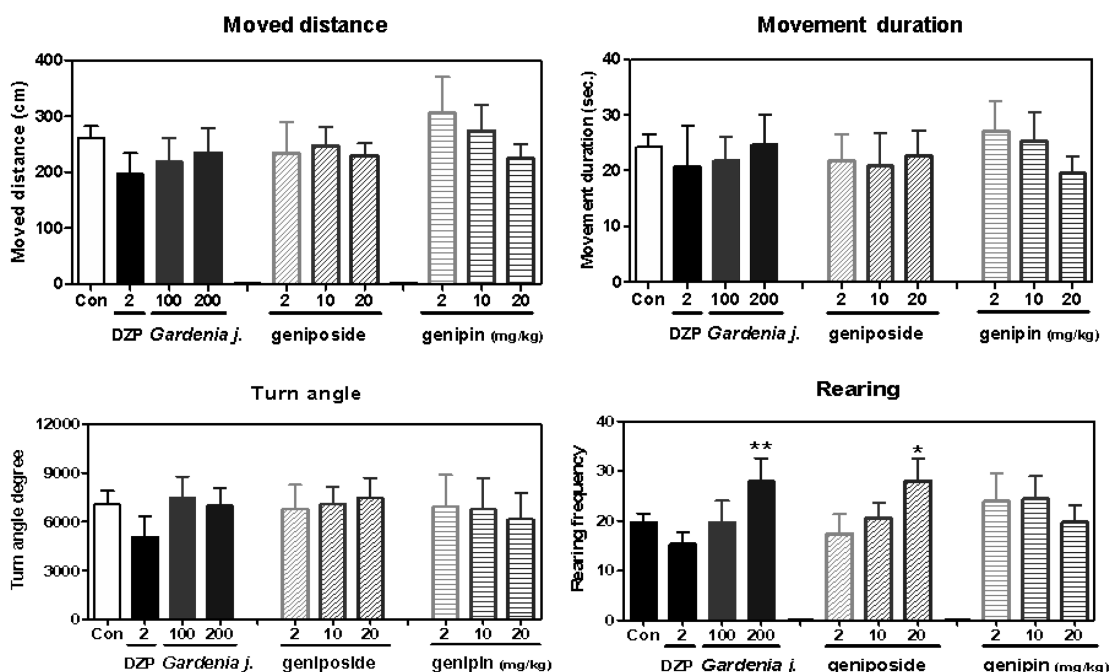 Moved distance
Moved distance (cm)
400
300
200
100
0
Con 2 100 200 2 10 20 2 10 20
DZP Gardenia j. geniposide genipin (mg/kg)
Movement duration
Movement duration (sec.)
40
30
20
10
0
Con 2 100 200 2 10 20 2 10 20
DZP Gardenia j. geniposide genipin (mg/kg)
Turn angle
Turn angle degree
12000
9000
6000
3000
0
Con 2 100 200 2 10 20 2 10 20
DZP Gardenia j. geniposide genipin (mg/kg)
Rearing
Rearing frequency
40
30
20
10
0
** *
Con 2 100 200 2 10 20 2 10 20
DZP Gardenia j. geniposide genipin (mg/kg)